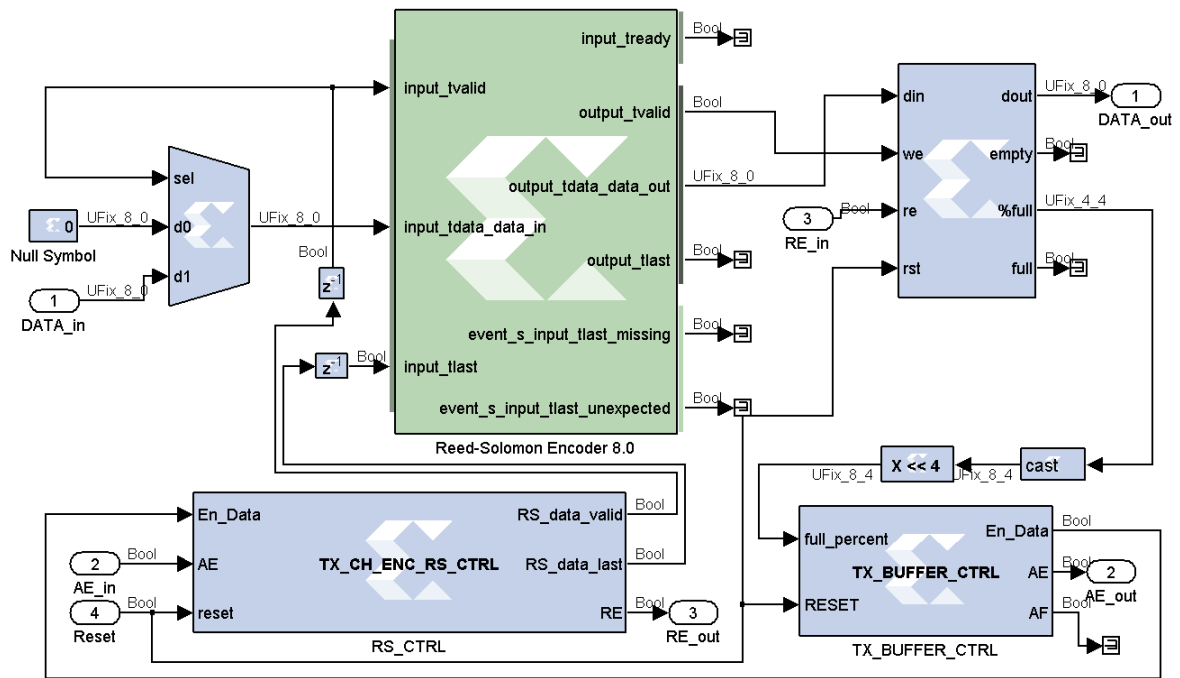 Bool
input_tready
input_tvalid
output_tvalid
Bool
output_tdata_data_out
UFix_8_0
input_tdata_data_in
output_tlast
Bool
event_s_input_tlast_missing
Bool
input_tlast
event_s_input_tlast_unexpected
Bool
Reed-Solomon Encoder 8.0
sel
UFix_8_0
d0
UFix_8_0
0
Null Symbol
d1
UFix_8_0
1
DATA_in
Bool
z-1
z-1
Bool
din
dout
UFix_8_0
1
DATA_out
we
empty
Bool
3
Bool
RE_in
re
%full
UFix_4_4
rst
full
Bool
X << 4
cast
UFix_8_4
UFix_8_4
En_Data
RS_data_valid
Bool
2
Bool
AE_in
AE
TX_CH_ENC_RS_CTRL
RS_data_last
Bool
4
Bool
Reset
reset
RE
Bool
3
RE_out
RS_CTRL
full_percent
En_Data
Bool
TX_BUFFER_CTRL
AE
Bool
2
AE_out
RESET
AF
Bool
TX_BUFFER_CTRL